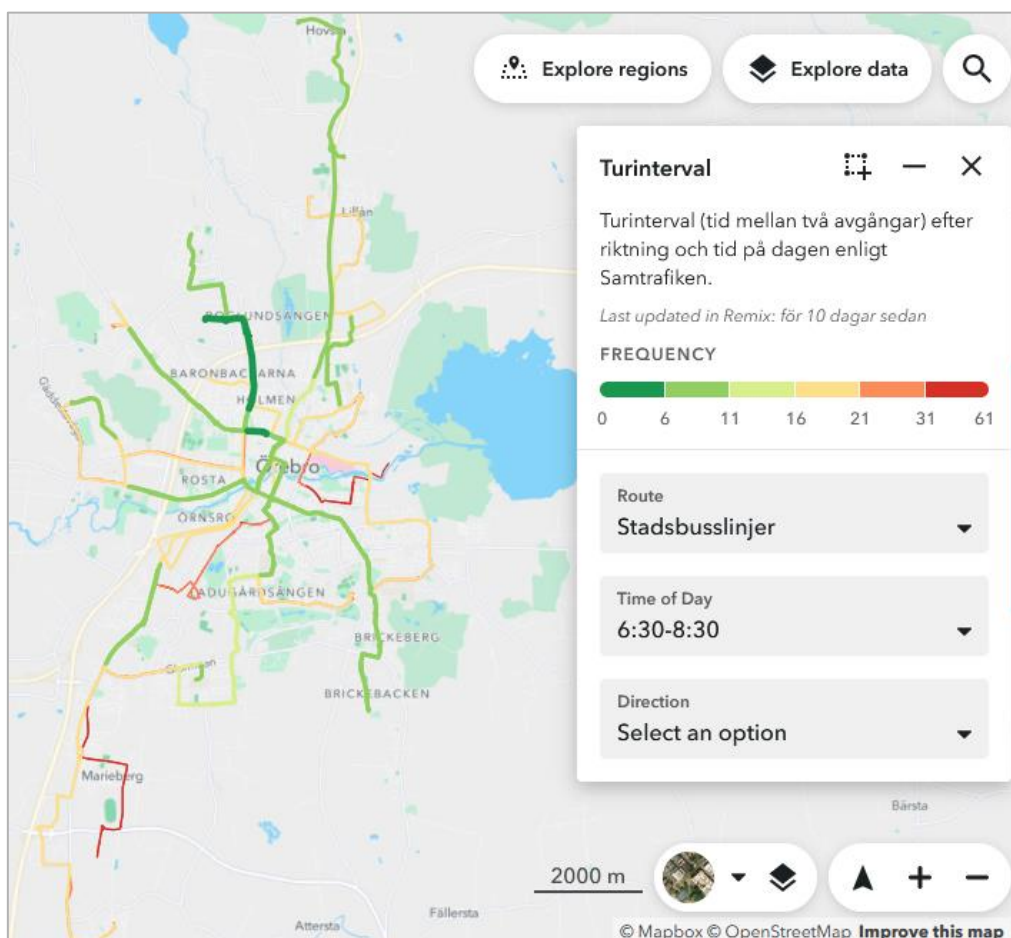 Hovsta
Explore regions
Explore data
Turinterval
Turinterval (tid mellan två avgångar) efter
riktning och tid på dagen enligt
Samtrafiken.
Last updated in Remix: för 10 dagar sedan
FREQUENCY
0 6 11 16 21 31 61
Route
Stadsbusslinjer
Time of Day
6:30-8:30
Direction
Select an option
Lillån
BARONBACKARNA
HOLMEN
Örebro
ROSTA
ÖRNSRO
LADUGÅRDSÄNGEN
BRICKEBERG
BRICKEBACKEN
Marieberg
Bärsta
2000 m
Fällersta
Attersta
© Mapbox © OpenStreetMap Improve this map